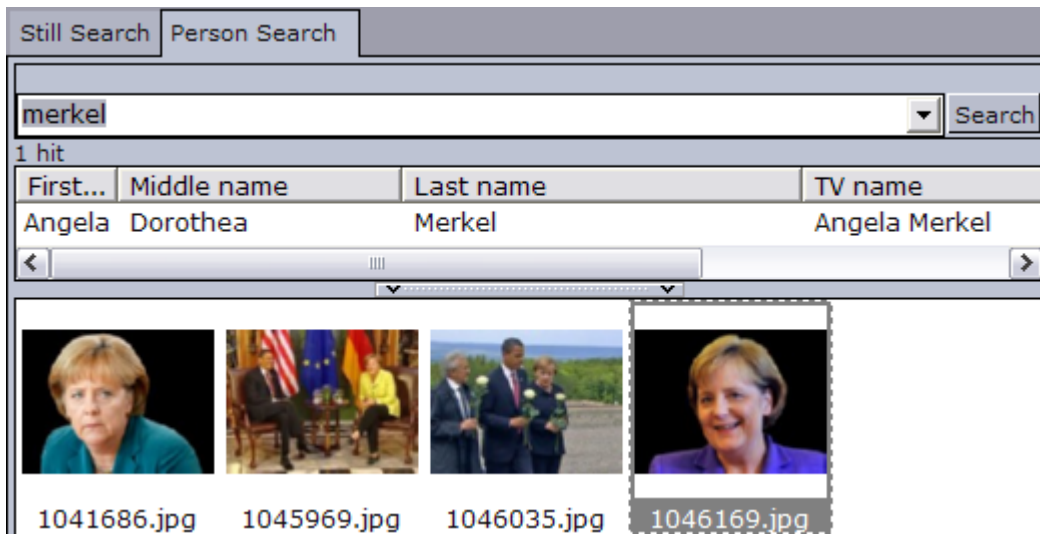 Still Search Person Search
merkel Search
1 hit
First... Middle name Last name TV name
Angela Dorothea Merkel Angela Merkel
1041686.jpg 1045969.jpg 1046035.jpg 1046169.jpg